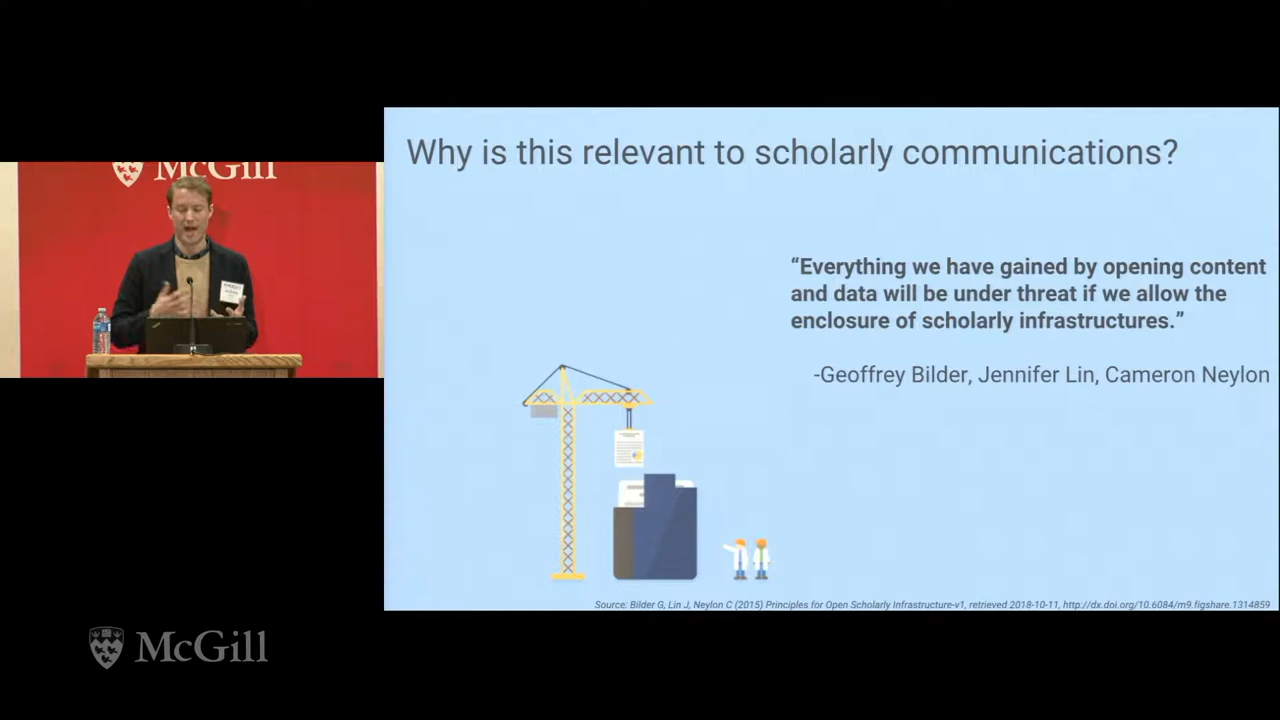 McGill
Why is this relevant to scholarly communications?
“Everything we have gained by opening content
and data will be under threat if we allow the
enclosure of scholarly infrastructures.”
-Geoffrey Bilder, Jennifer Lin, Cameron Neylon
Source: Bilder G, Lin J, Neylon C (2015) Principles for Open Scholarly Infrastructure-v1, retrieved 2018-10-11, http://dx.doi.org/10.6084/m9.figshare.1314859
McGill